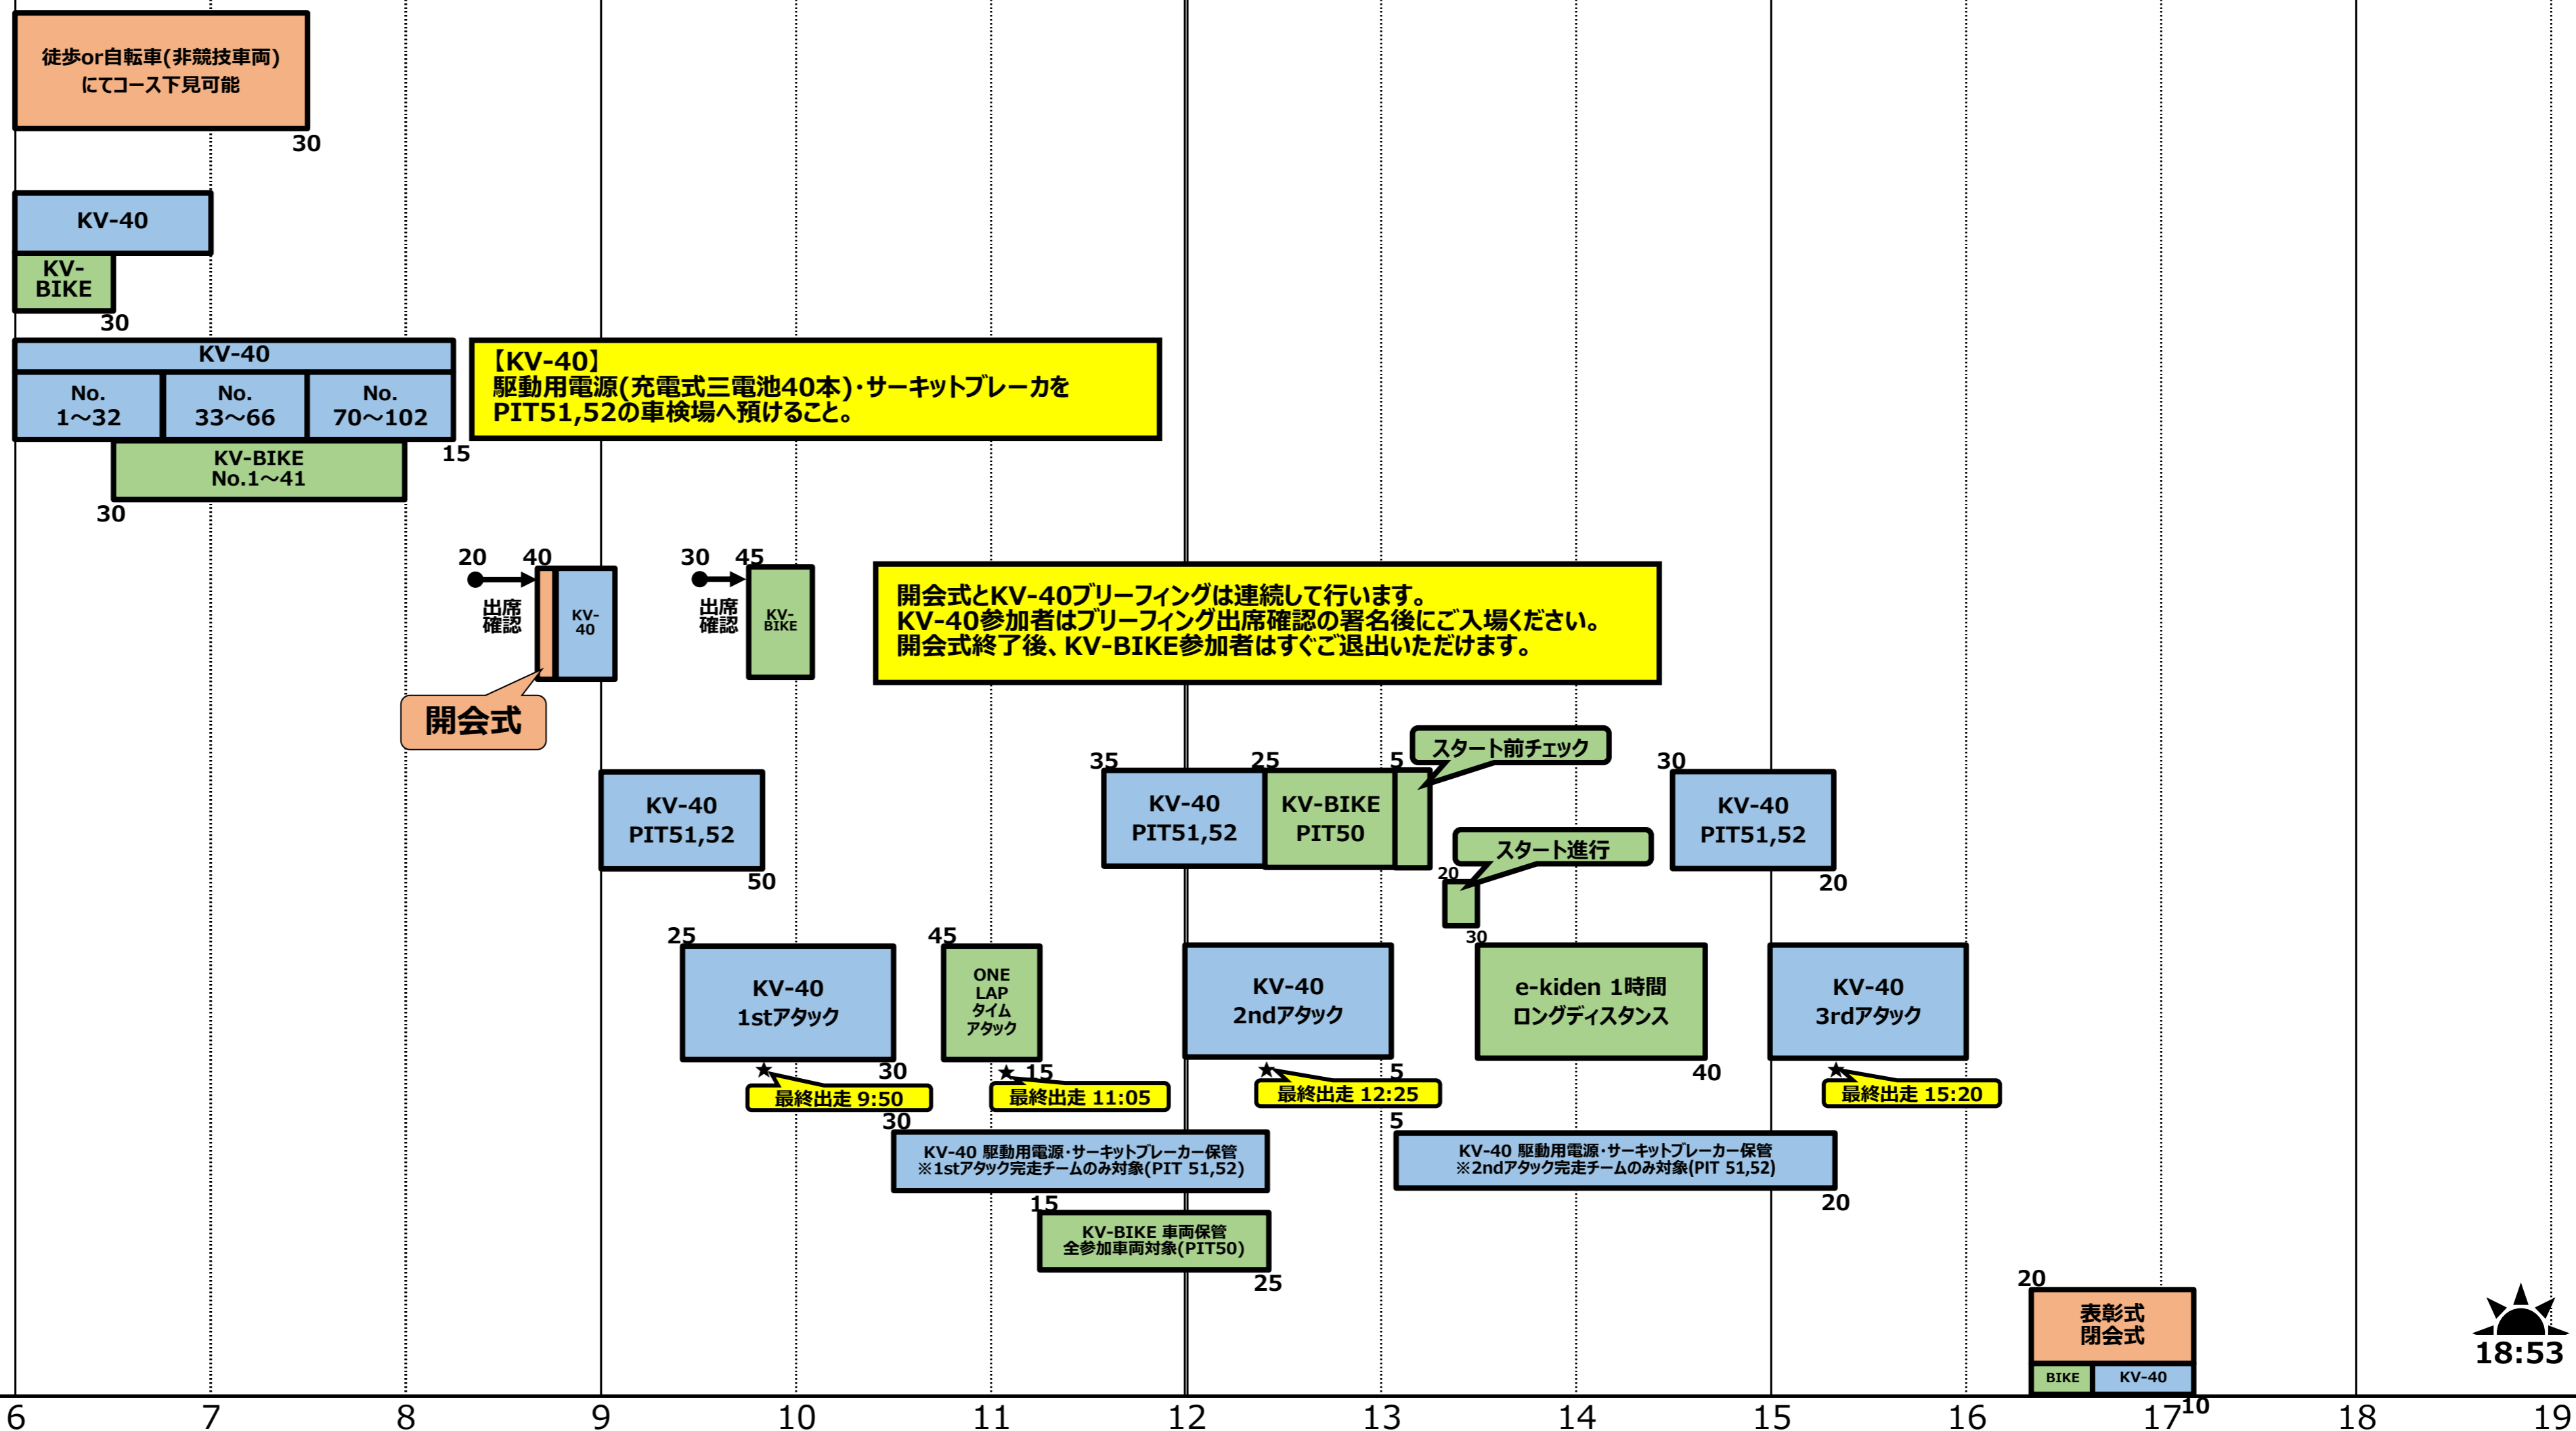 徒歩or自転車(非競技車両)
にてコース下見可能
30
KV-40
KV-
BIKE
30
KV-40
No.
1～32
No.
33～66
No.
70～102
15
KV-BIKE
No.1～41
30
【KV-40】
駆動用電源(充電式三電池40本)・サーキットブレーカを
PIT51,52の車検場へ預けること。
20
40
出席
確認
KV-
40
開会式
30
45
出席
確認
KV-
BIKE
開会式とKV-40ブリーフィングは連続して行います。
KV-40参加者はブリーフィング出席確認の署名後にご入場ください。
開会式終了後、KV-BIKE参加者はすぐご退出いただけます。
KV-40
PIT51,52
50
35
KV-40
PIT51,52
25
KV-BIKE
PIT50
5
スタート前チェック
スタート進行
20
30
30
KV-40
PIT51,52
20
25
KV-40
1stアタック
30
最終出走 9:50
45
ONE
LAP
タイム
アタック
15
最終出走 11:05
KV-40
2ndアタック
5
最終出走 12:25
e-kiden 1時間
ロングディスタンス
40
KV-40
3rdアタック
最終出走 15:20
30
KV-40 駆動用電源・サーキットブレーカー保管
※1stアタック完走チームのみ対象(PIT 51,52)
5
KV-40 駆動用電源・サーキットブレーカー保管
※2ndアタック完走チームのみ対象(PIT 51,52)
20
15
KV-BIKE 車両保管
全参加車両対象(PIT50)
25
20
表彰式
閉会式
BIKE
KV-40
10
18:53
6 7 8 9 10 11 12 13 14 15 16 17 18 19